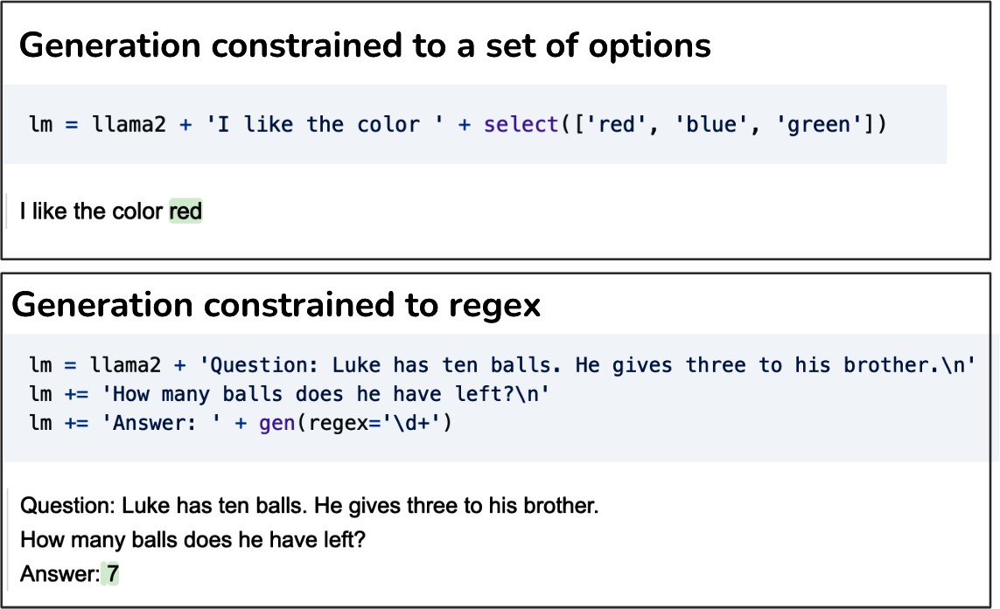 Generation constrained to a set of options
lm = llama2 + 'I like the color ' + select(['red', 'blue', 'green'])
I like the color red
Generation constrained to regex
lm = llama2 + 'Question: Luke has ten balls. He gives three to his brother.\n'
lm += 'How many balls does he have left?\n'
lm += 'Answer: ' + gen(regex='\d+')
Question: Luke has ten balls. He gives three to his brother.
How many balls does he have left?
Answer: 7